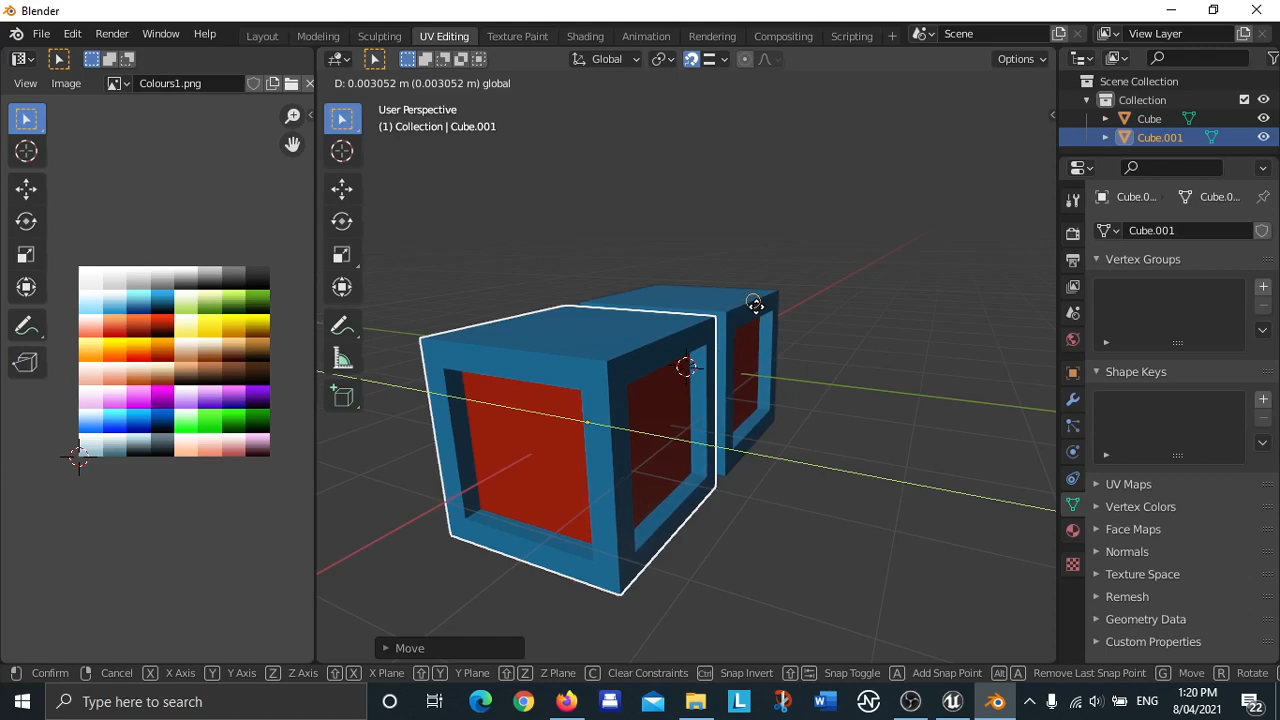 Blender
File Edit Render Window Help
Layout Modeling Sculpting UV Editing Texture Paint Shading Animation Rendering Compositing Scripting
Scene
View Layer
View Image
Colours1.png
Global
Options
D: 0.003052 m (0.003052 m) global
User Perspective
(1) Collection | Cube.001
Scene Collection
Collection
Cube
Cube.001
Cube.0... Cube.0...
Cube.001
Vertex Groups
Shape Keys
UV Maps
Vertex Colors
Face Maps
Normals
Texture Space
Remesh
Geometry Data
Custom Properties
Move
Confirm Cancel X X Axis Y Y Axis Z Z Axis X X Plane Y Y Plane Z Z Plane C Clear Constraints Ctrl Snap Invert Snap Toggle A Add Snap Point Alt A Remove Last Snap Point G Move R Rotate
Type here to search
W
L
ENG
1:20 PM
8/04/2021
22